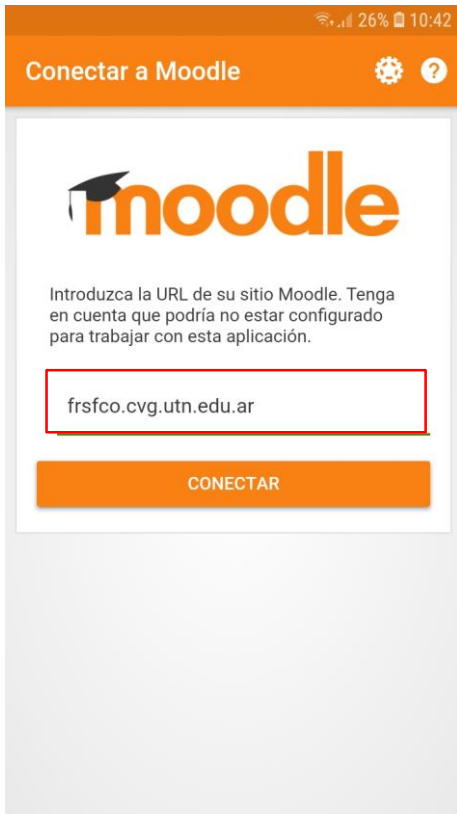 26% 10:42
Conectar a Moodle
moodle
Introduzca la URL de su sitio Moodle. Tenga
en cuenta que podría no estar configurado
para trabajar con esta aplicación.
frsfco.cvg.utn.edu.ar
CONECTAR